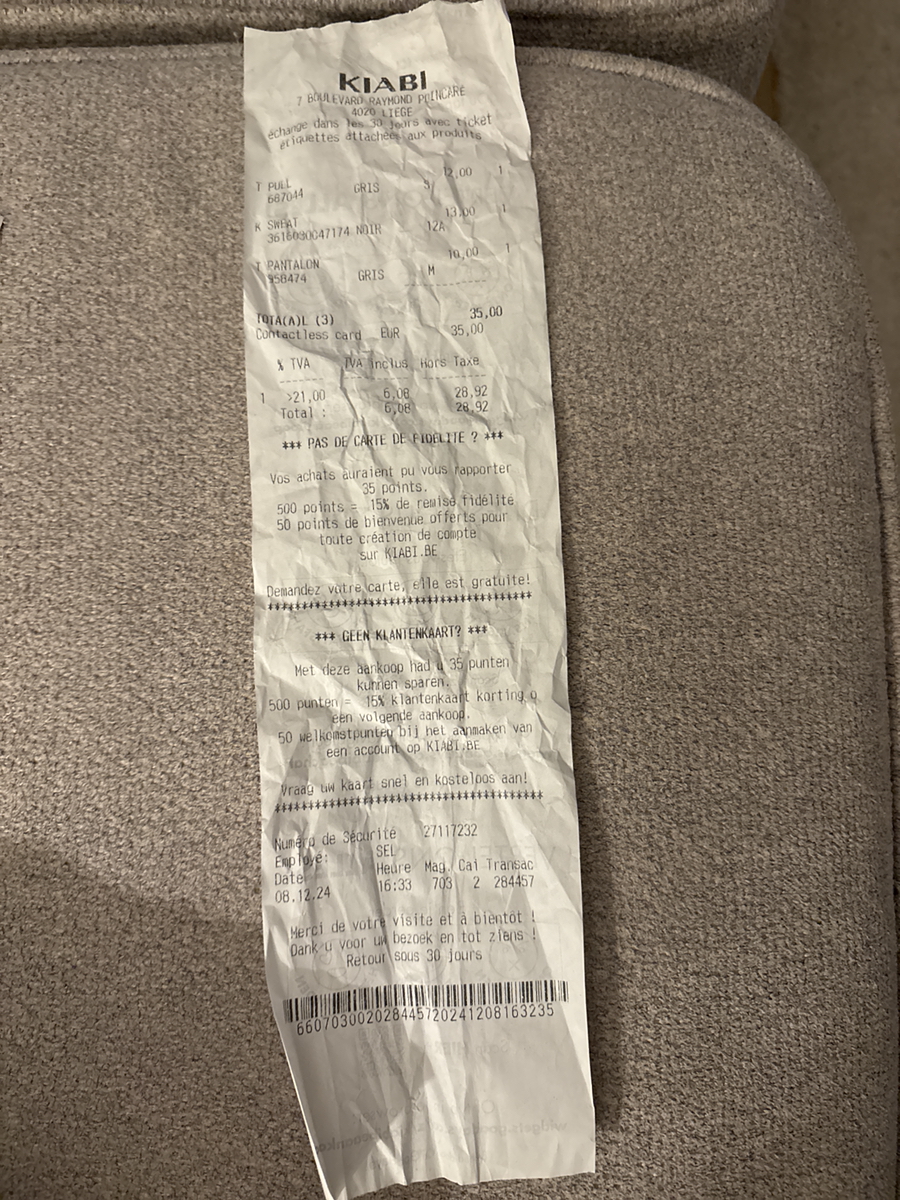 KIABI
7 BOULEVARD RAYMOND POINCARE
4020 LIEGE
échange dans les 30 jours avec ticket
étiquettes attachées aux produits
12,00 1
T PULL GRIS S
687044
13,00 1
K SWEAT 12A
3616030047174 NOIR
10,00 1
T PANTALON
958474 GRIS M
TOTA(A)L (3) 35,00
Contactless card EUR 35,00
% TVA TVA Inclus Hors Taxe
1 >21,00 6,08 28,92
Total : 6,08 28,92
*** PAS DE CARTE DE FIDELITE ? ***
Vos achats auraient pu vous rapporter
35 points.
500 points = 15% de remise fidélité
50 points de bienvenue offerts pour
toute création de compte
sur KIABI.BE
Demandez votre carte, elle est gratuite!
****************************************
*** GEEN KLANTENKAART? ***
Met deze aankoop had u 35 punten
kunnen sparen.
500 punten = 15% klantenkaart korting o
een volgende aankoop.
50 welkomstpunten bij het aanmaken van
een account op KIABI.BE
Vraag uw kaart snel en kosteloos aan!
****************************************
Numéro de Sécurité 27117232
Employé: SEL
Date Heure Mag. Cai Transac
08.12.24 16:33 703 2 284457
Merci de votre visite et à bientôt !
Dank u voor uw bezoek en tot ziens !
Retour sous 30 jours
660703002028445720241208163235